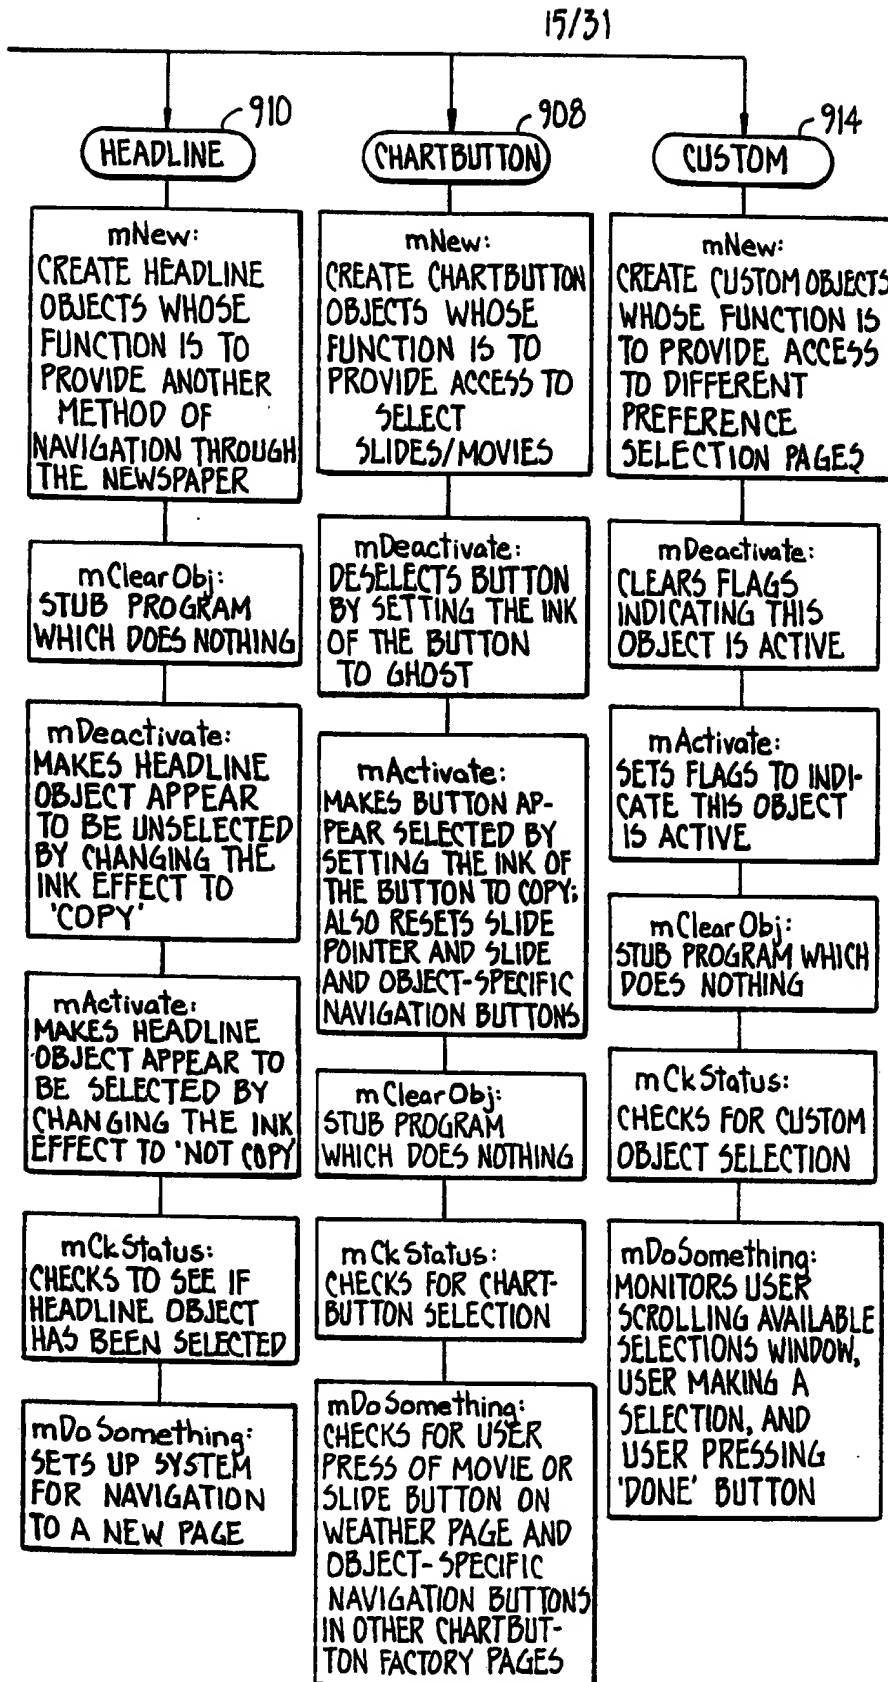 15/31
910
HEADLINE
mNew:
CREATE HEADLINE
OBJECTS WHOSE
FUNCTION IS TO
PROVIDE ANOTHER
METHOD OF
NAVIGATION THROUGH
THE NEWSPAPER
mClearObj:
STUB PROGRAM
WHICH DOES NOTHING
mDeactivate:
MAKES HEADLINE
OBJECT APPEAR
TO BE UNSELECTED
BY CHANGING THE
INK EFFECT TO
'COPY'
mActivate:
MAKES HEADLINE
OBJECT APPEAR TO
BE SELECTED BY
CHANGING THE INK
EFFECT TO 'NOT COPY
mCkStatus:
CHECKS TO SEE IF
HEADLINE OBJECT
HAS BEEN SELECTED
mDoSomething:
SETS UP SYSTEM
FOR NAVIGATION
TO A NEW PAGE
908
CHARTBUTTON
mNew:
CREATE CHARTBUTTON
OBJECTS WHOSE
FUNCTION IS TO
PROVIDE ACCESS TO
SELECT
SLIDES/MOVIES
mDeactivate:
DESELECTS BUTTON
BY SETTING THE INK
OF THE BUTTON
TO GHOST
mActivate:
MAKES BUTTON AP-
PEAR SELECTED BY
SETTING THE INK OF
THE BUTTON TO COPY;
ALSO RESETS SLIDE
POINTER AND SLIDE
AND OBJECT-SPECIFIC
NAVIGATION BUTTONS
mClearObj:
STUB PROGRAM
WHICH DOES NOTHING
mCkStatus:
CHECKS FOR CHART-
BUTTON SELECTION
mDoSomething:
CHECKS FOR USER
PRESS OF MOVIE OR
SLIDE BUTTON ON
WEATHER PAGE AND
OBJECT-SPECIFIC
NAVIGATION BUTTONS
IN OTHER CHARTBUT-
TON FACTORY PAGES
914
CUSTOM
mNew:
CREATE CUSTOM OBJECTS
WHOSE FUNCTION IS
TO PROVIDE ACCESS
TO DIFFERENT
PREFERENCE
SELECTION PAGES
mDeactivate:
CLEARS FLAGS
INDICATING THIS
OBJECT IS ACTIVE
mActivate:
SETS FLAGS TO INDI-
CATE THIS OBJECT
IS ACTIVE
mClearObj:
STUB PROGRAM WHICH
DOES NOTHING
mCkStatus:
CHECKS FOR CUSTOM
OBJECT SELECTION
mDoSomething:
MONITORS USER
SCROLLING AVAILABLE
SELECTIONS WINDOW,
USER MAKING A
SELECTION, AND
USER PRESSING
'DONE' BUTTON